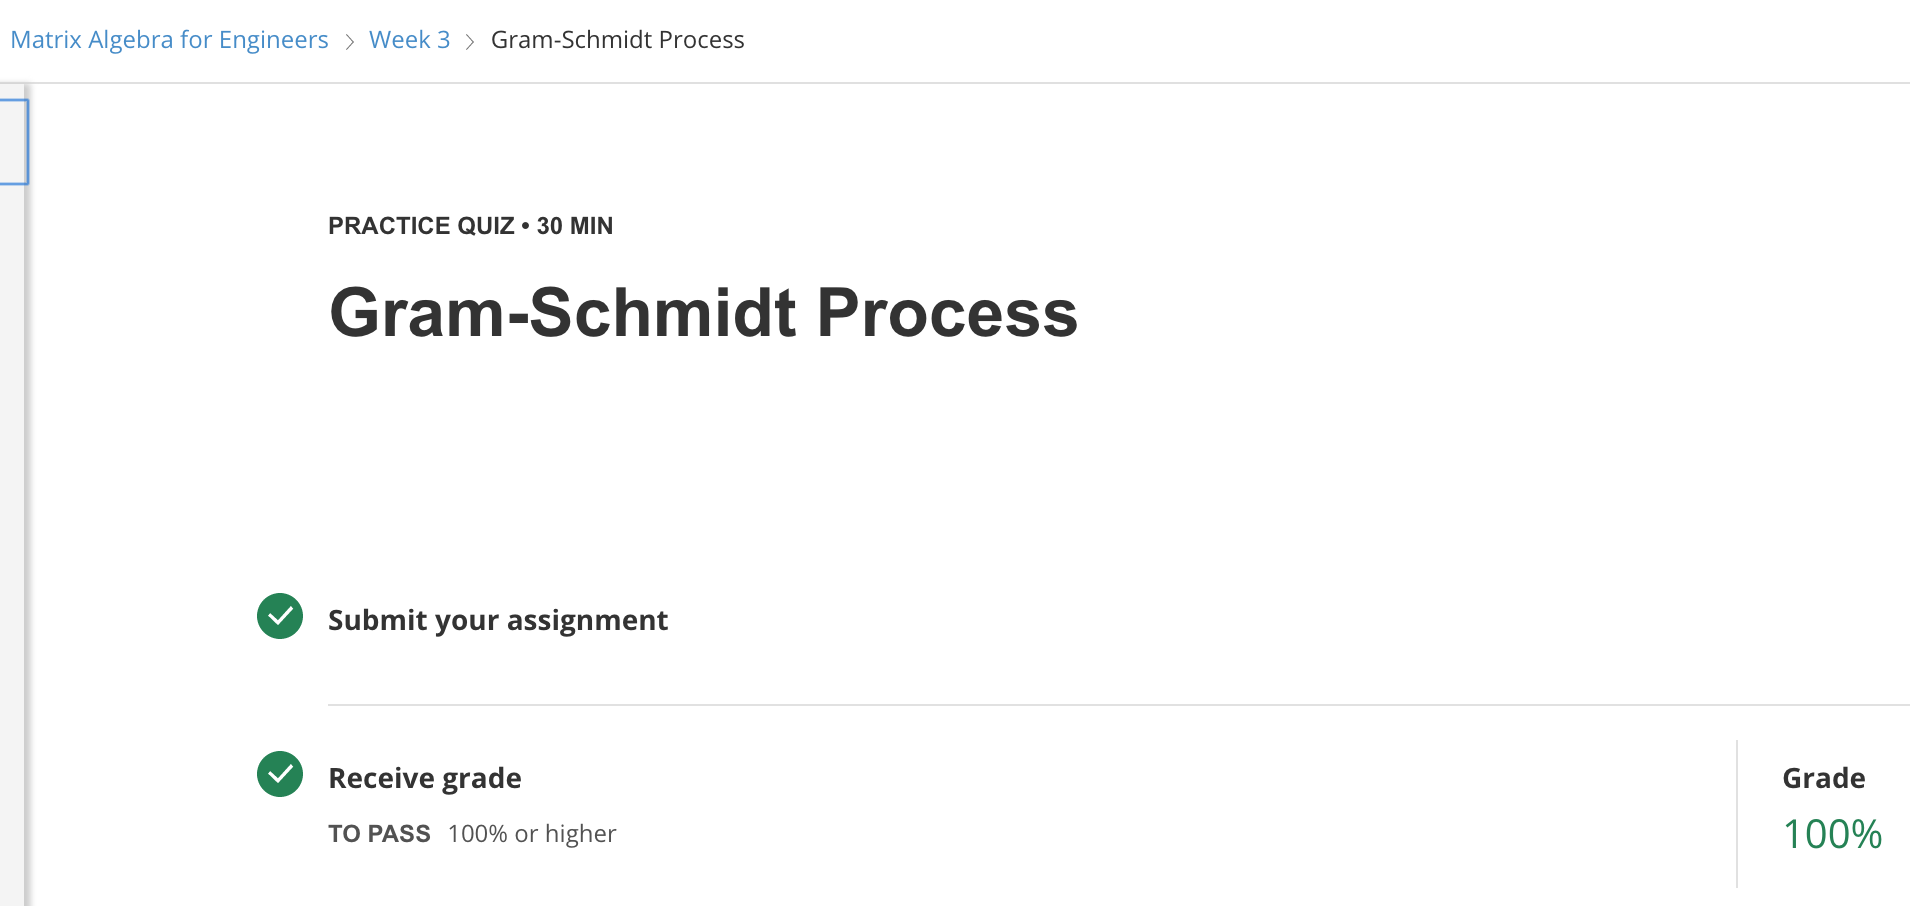 Matrix Algebra for Engineers > Week 3 > Gram-Schmidt Process
PRACTICE QUIZ • 30 MIN
Gram-Schmidt Process
Submit your assignment
Receive grade
TO PASS 100% or higher
Grade
100%